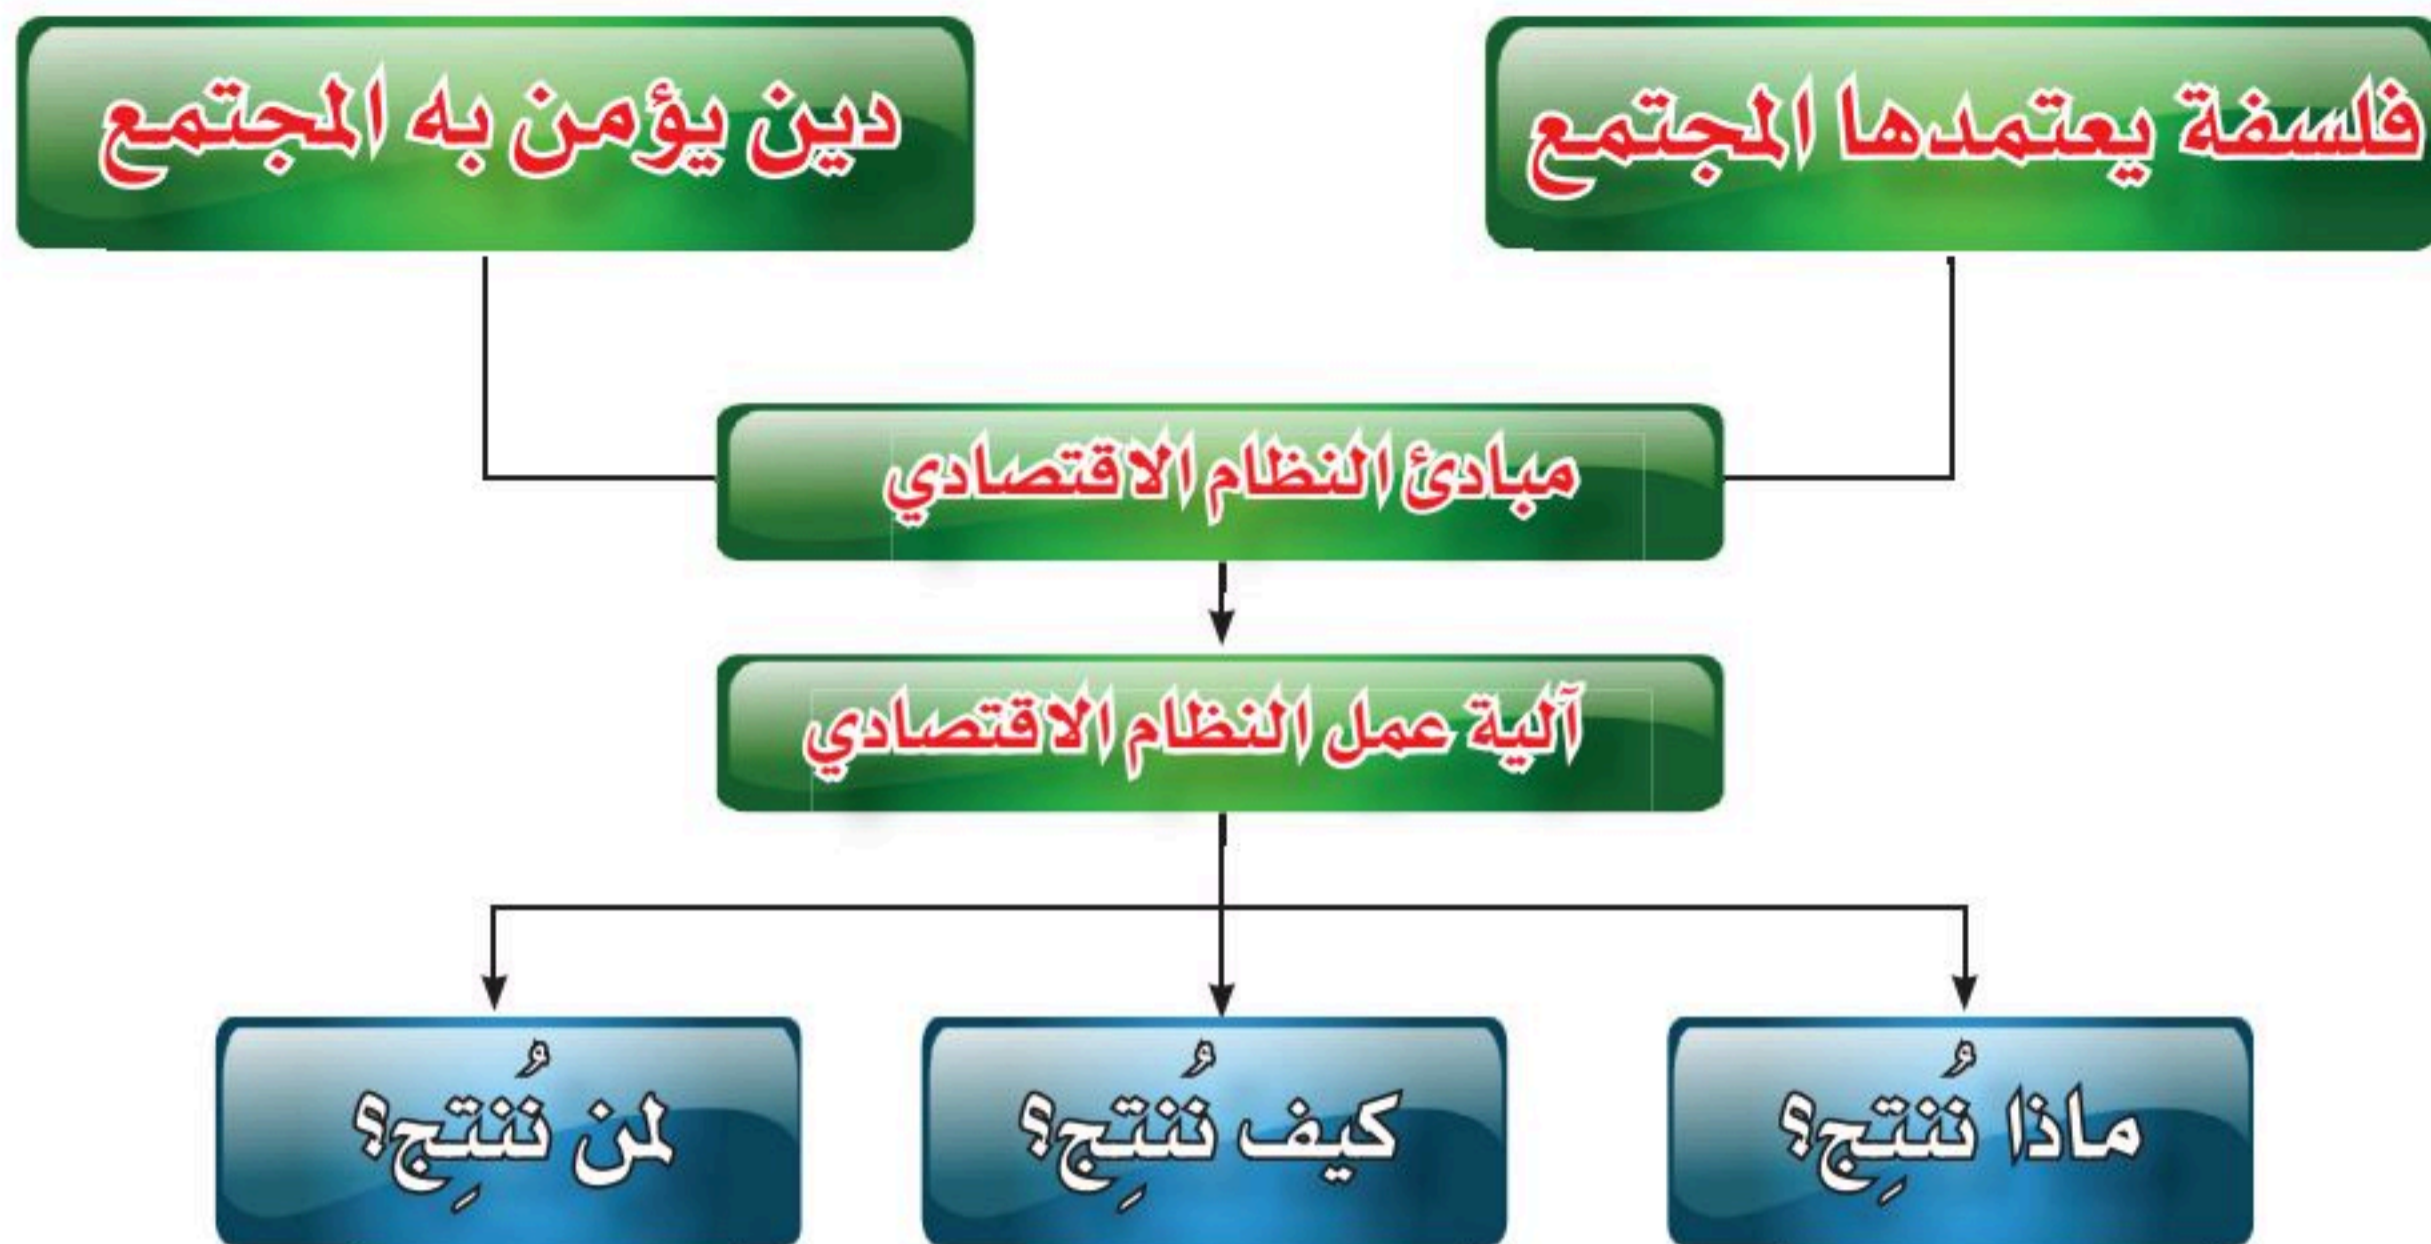 فلسفة يعتمدها المجتمع
دين يؤمن به المجتمع
مبادئ النظام الاقتصادي
آلية عمل النظام الاقتصادي
ماذا نُنتِج؟
كيف نُنتِج؟
لمن نُنتِج؟